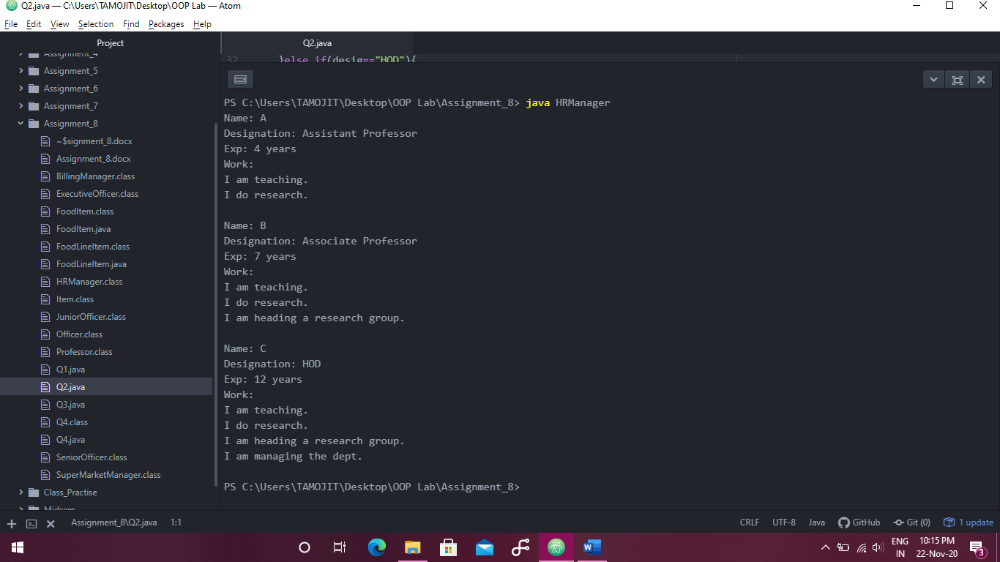 Q2.java — C:\Users\TAMOJIT\Desktop\OOP Lab — Atom
File Edit View Selection Find Packages Help
Project
Assignment_4
Assignment_5
Assignment_6
Assignment_7
Assignment_8
~$signment_8.docx
Assignment_8.docx
BillingManager.class
ExecutiveOfficer.class
FoodItem.class
FoodItem.java
FoodLineItem.class
FoodLineItem.java
HRManager.class
Item.class
JuniorOfficer.class
Officer.class
Professor.class
Q1.java
Q2.java
Q3.java
Q4.class
Q4.java
SeniorOfficer.class
SuperMarketManager.class
Class_Practise
Midsem
Q2.java
32 }else if(desig=="HOD"){
PS C:\Users\TAMOJIT\Desktop\OOP Lab\Assignment_8> java HRManager
Name: A
Designation: Assistant Professor
Exp: 4 years
Work:
I am teaching.
I do research.
Name: B
Designation: Associate Professor
Exp: 7 years
Work:
I am teaching.
I do research.
I am heading a research group.
Name: C
Designation: HOD
Exp: 12 years
Work:
I am teaching.
I do research.
I am heading a research group.
I am managing the dept.
PS C:\Users\TAMOJIT\Desktop\OOP Lab\Assignment_8>
Assignment_8\Q2.java 1:1
CRLF UTF-8 Java GitHub Git (0) 1 update
ENG 10:15 PM
IN 22-Nov-20 3